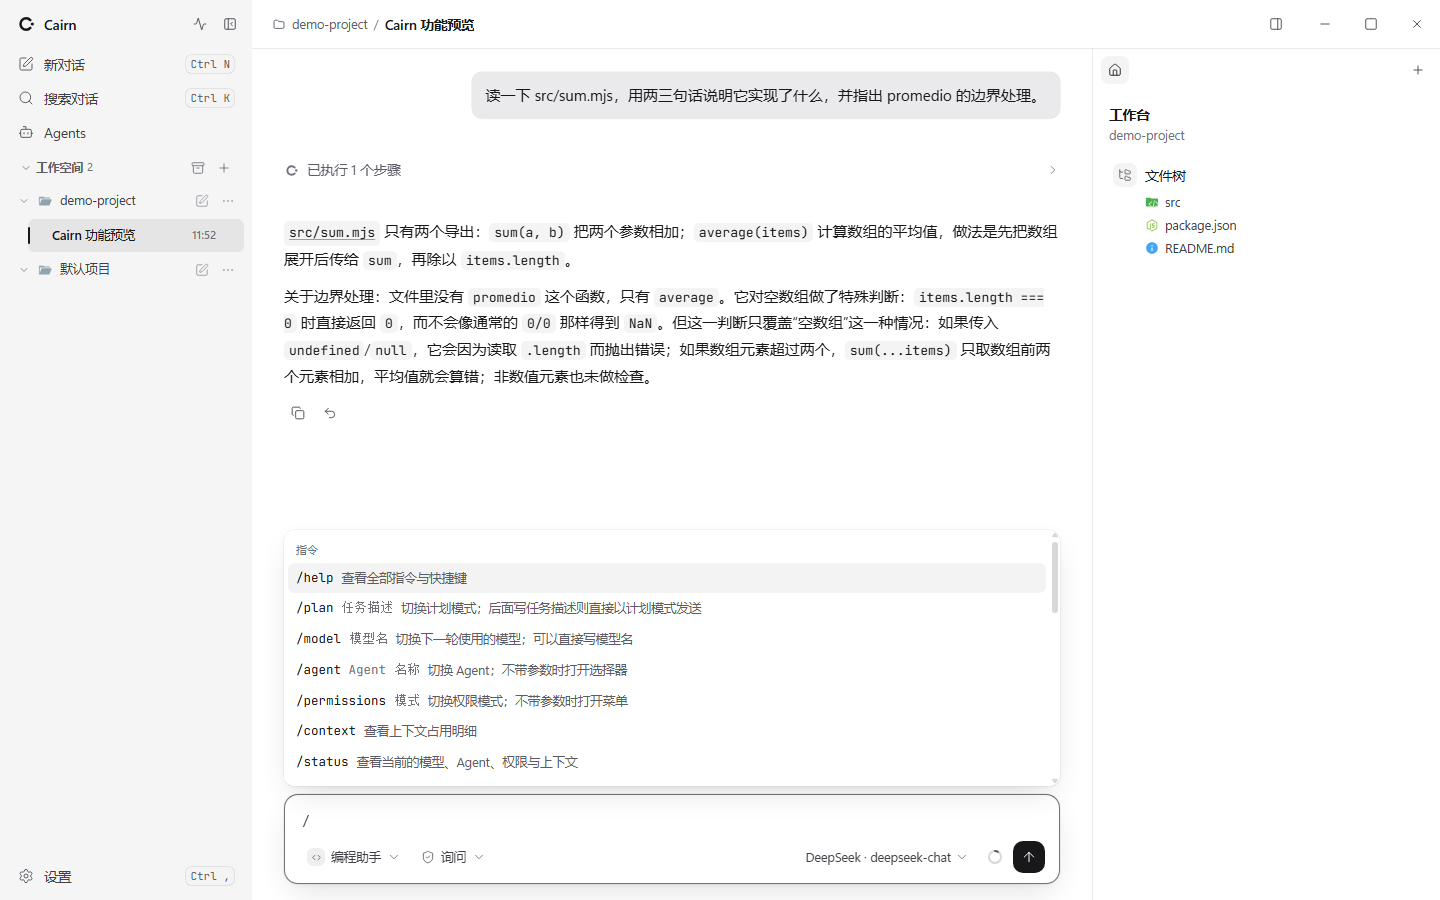 Cairn
新对话 Ctrl N
搜索对话 Ctrl K
Agents
工作空间 2
demo-project
Cairn 功能预览 11:52
默认项目
设置 Ctrl ,
demo-project / Cairn 功能预览
读一下 src/sum.mjs，用两三句话说明它实现了什么，并指出 promedio 的边界处理。
已执行 1 个步骤
src/sum.mjs 只有两个导出：sum(a, b) 把两个参数相加；average(items) 计算数组的平均值，做法是先把数组
展开后传给 sum，再除以 items.length。
关于边界处理：文件里没有 promedio 这个函数，只有 average。它对空数组做了特殊判断：items.length ===
0 时直接返回 0，而不会像通常的 0/0 那样得到 NaN。但这一判断只覆盖“空数组”这一种情况：如果传入
undefined/null，它会因为读取 .length 而抛出错误；如果数组元素超过两个，sum(...items) 只取数组前两
个元素相加，平均值就会算错；非数值元素也未做检查。
指令
/help 查看全部指令与快捷键
/plan 任务描述 切换计划模式；后面写任务描述则直接以计划模式发送
/model 模型名 切换下一轮使用的模型；可以直接写模型名
/agent Agent 名称 切换 Agent；不带参数时打开选择器
/permissions 模式 切换权限模式；不带参数时打开菜单
/context 查看上下文占用明细
/status 查看当前的模型、Agent、权限与上下文
/
编程助手 询问 DeepSeek · deepseek-chat
工作台
demo-project
文件树
src
package.json
README.md